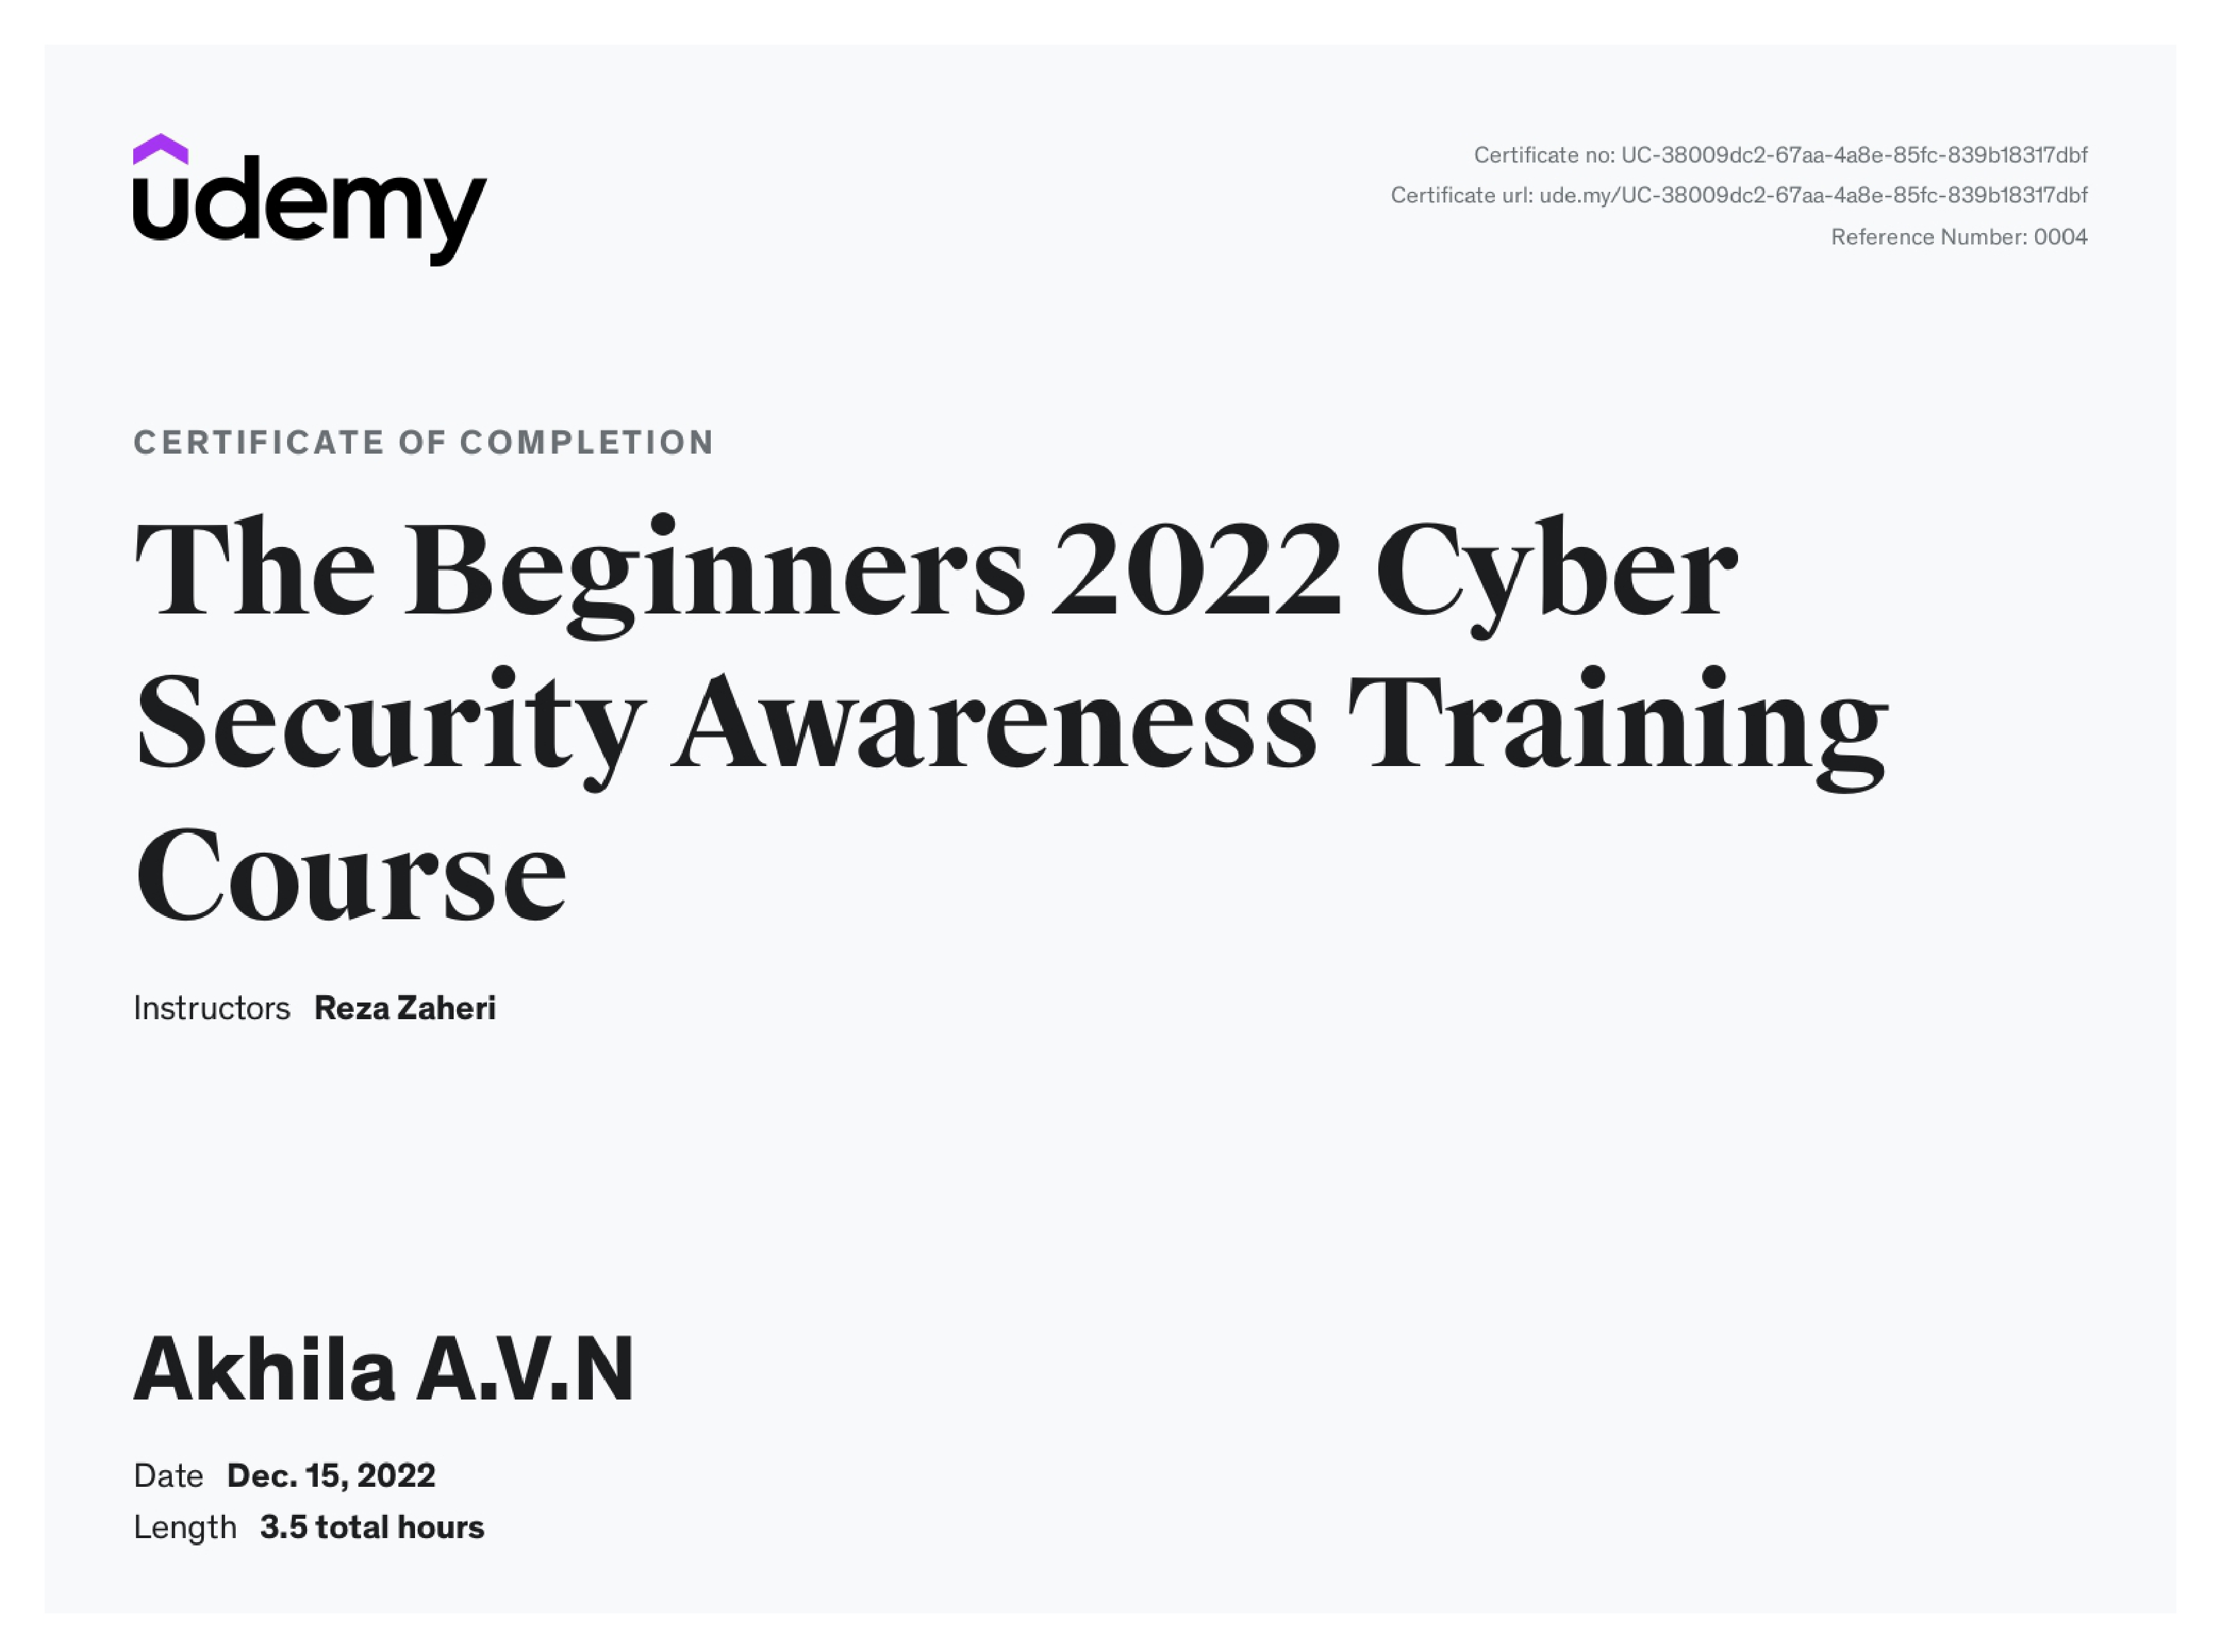 udemy
Certificate no: UC-38009dc2-67aa-4a8e-85fc-839b18317dbf
Certificate url: ude.my/UC-38009dc2-67aa-4a8e-85fc-839b18317dbf
Reference Number: 0004
CERTIFICATE OF COMPLETION
The Beginners 2022 Cyber
Security Awareness Training
Course
Instructors Reza Zaheri
Akhila A.V.N
Date Dec. 15, 2022
Length 3.5 total hours